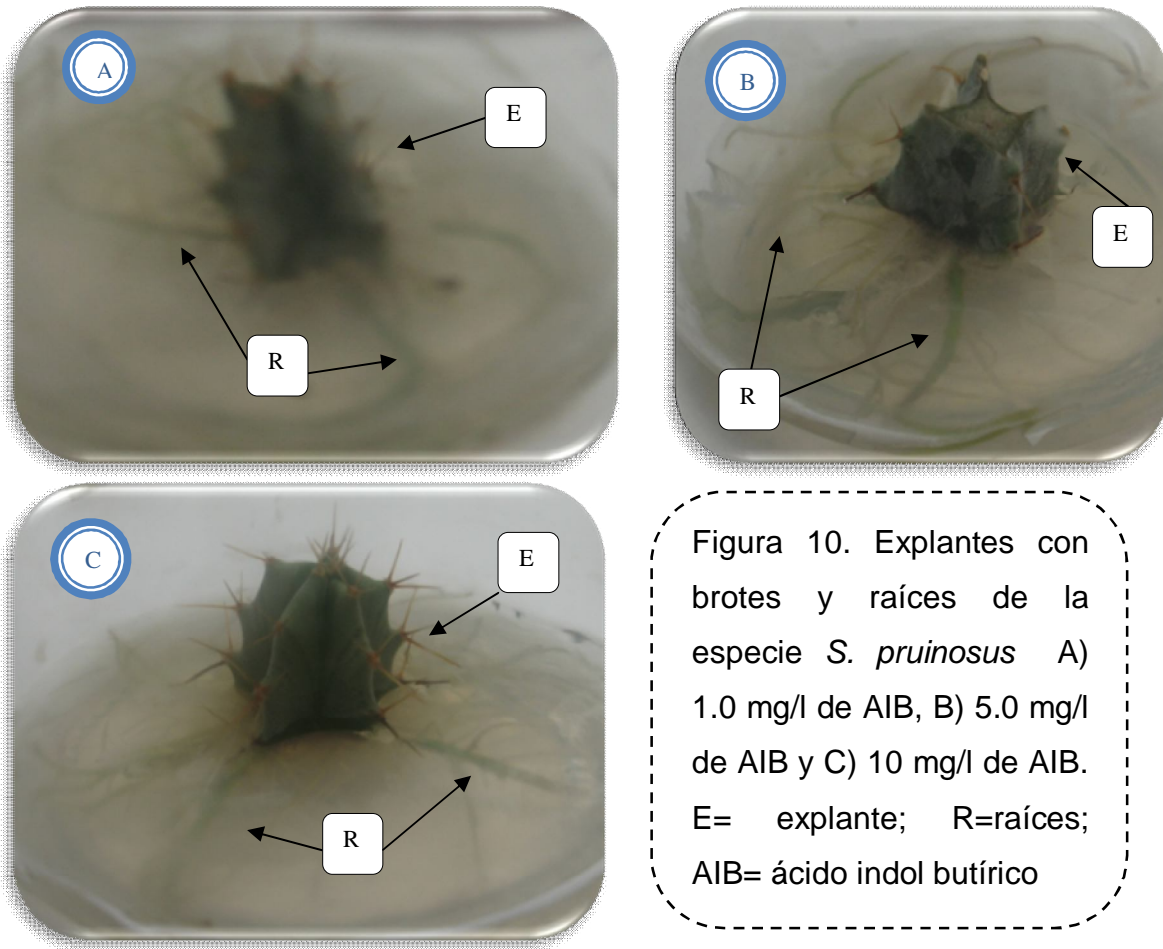 A
E
R
B
E
R
C
E
R
Figura 10. Explantes con
brotes y raíces de la
especie S. pruinosus A)
1.0 mg/l de AIB, B) 5.0 mg/l
de AIB y C) 10 mg/l de AIB.
E= explante; R=raíces;
AIB= ácido indol butírico